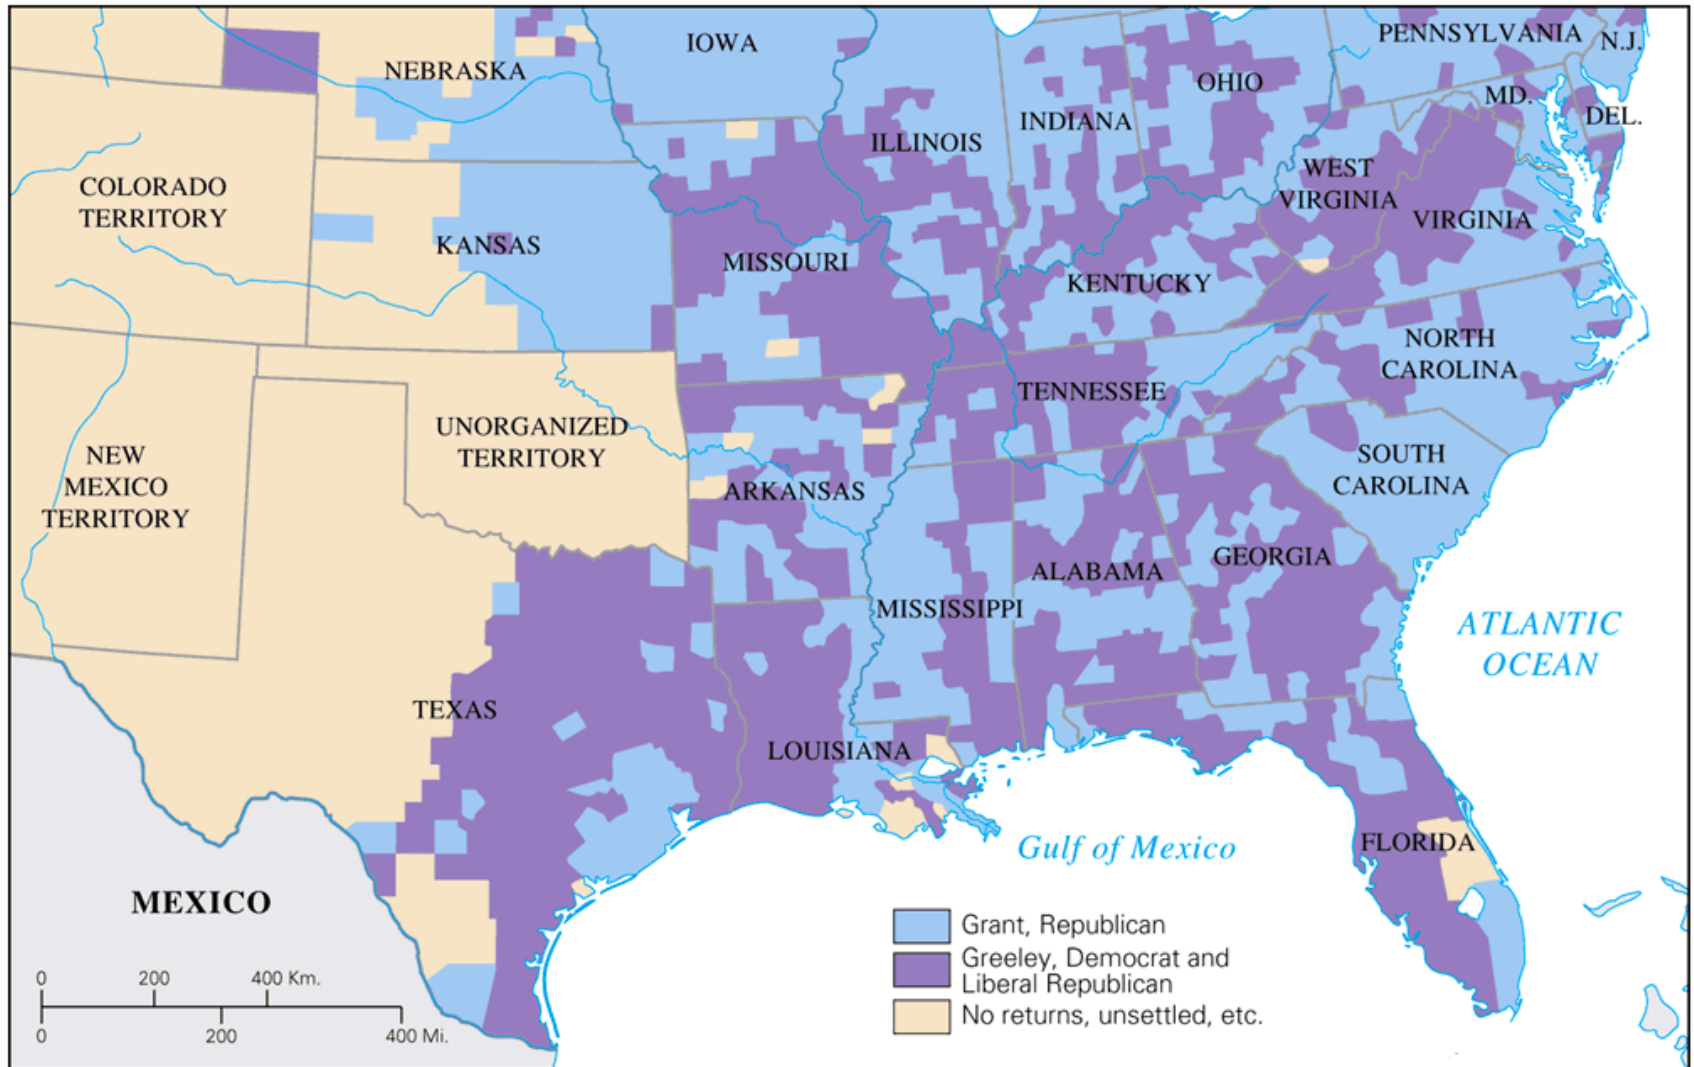 IOWA
PENNSYLVANIA
N.J.
NEBRASKA
OHIO
MD.
DEL.
INDIANA
ILLINOIS
COLORADO
TERRITORY
WEST
VIRGINIA
VIRGINIA
KANSAS
MISSOURI
KENTUCKY
NORTH
CAROLINA
TENNESSEE
UNORGANIZED
TERRITORY
NEW
MEXICO
TERRITORY
SOUTH
CAROLINA
ARKANSAS
GEORGIA
ALABAMA
MISSISSIPPI
ATLANTIC
OCEAN
TEXAS
LOUISIANA
FLORIDA
Gulf of Mexico
MEXICO
Grant, Republican
Greeley, Democrat and
Liberal Republican
No returns, unsettled, etc.
0 200 400 Km.
0 200 400 Mi.